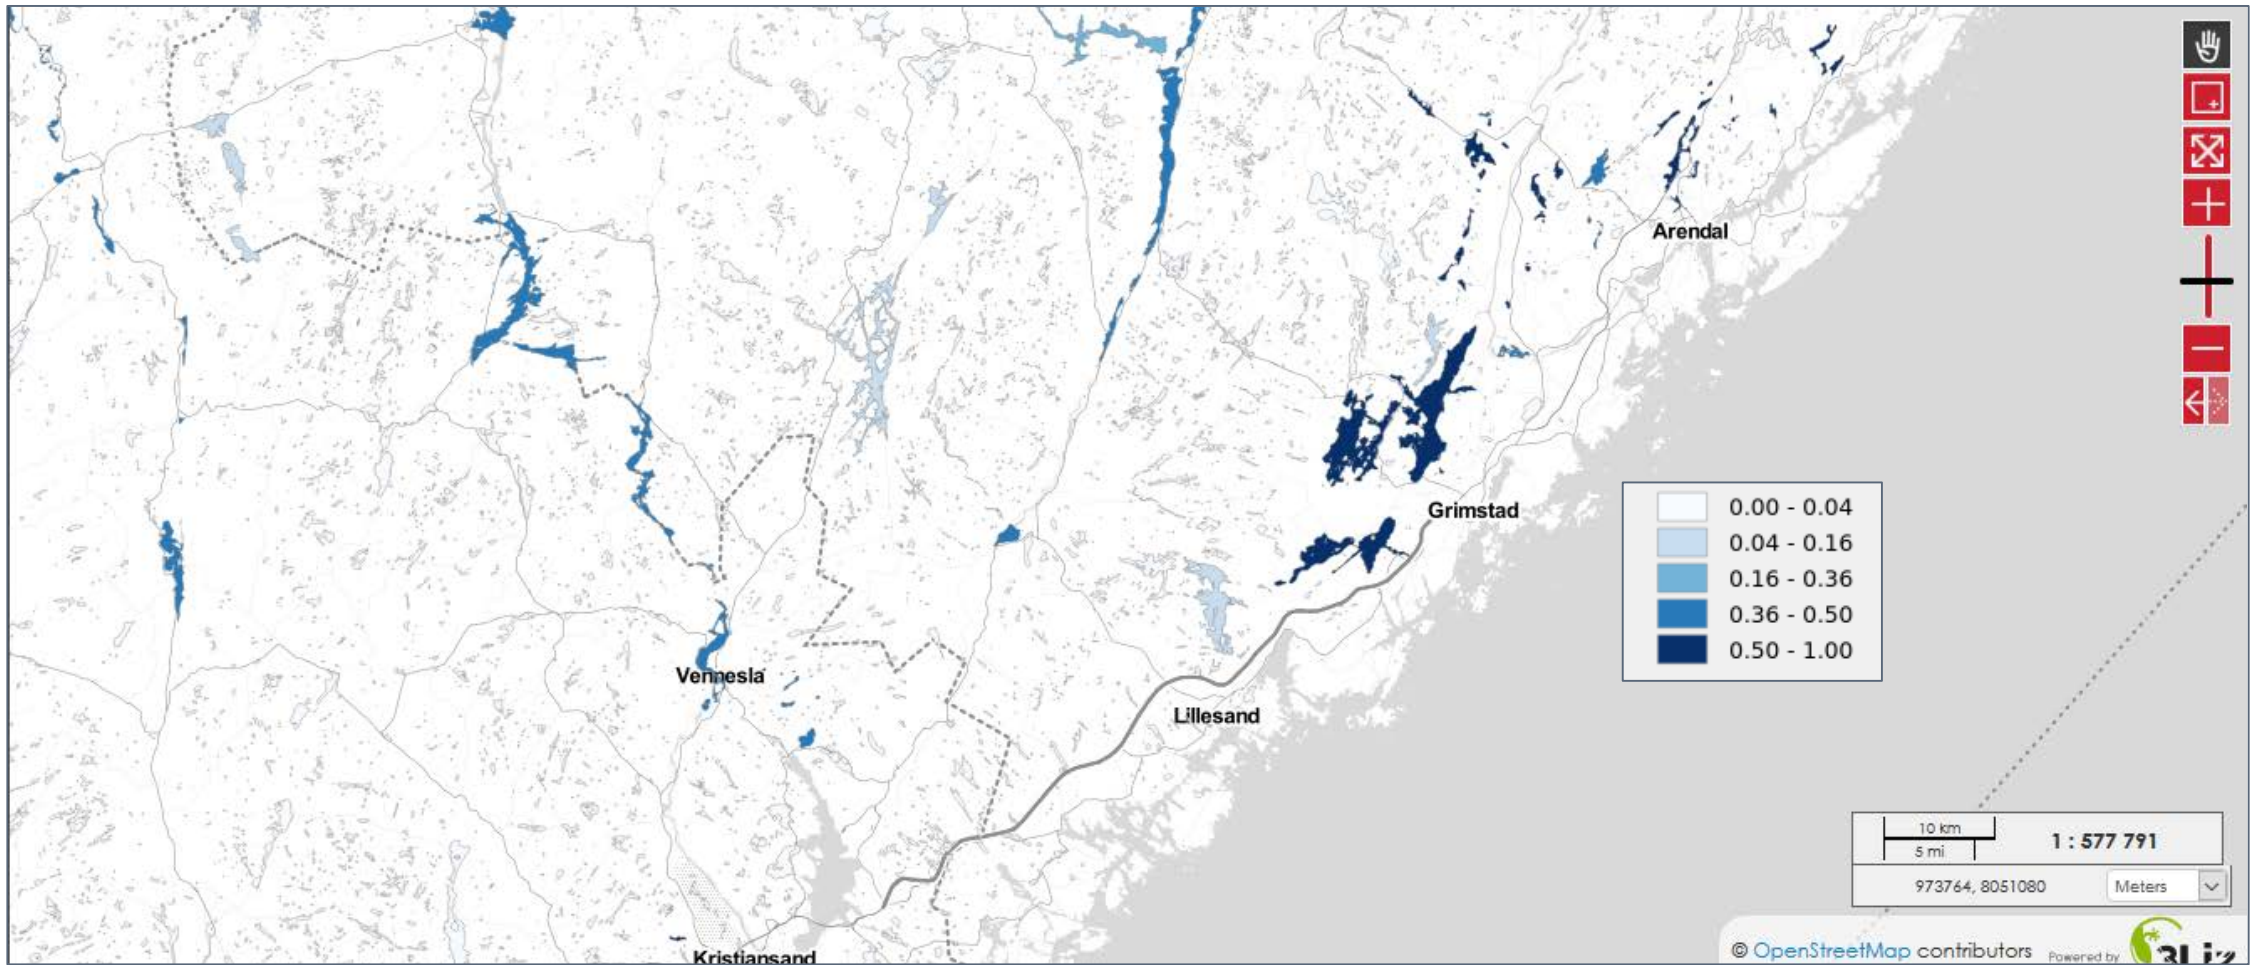 Arendal
Grimstad
0.00 - 0.04
0.04 - 0.16
0.16 - 0.36
0.36 - 0.50
0.50 - 1.00
Vennesla
Lillesand
10 km
5 mi
1 : 577 791
973764, 8051080
Meters
© OpenStreetMap contributors
Powered by
Kristiansand